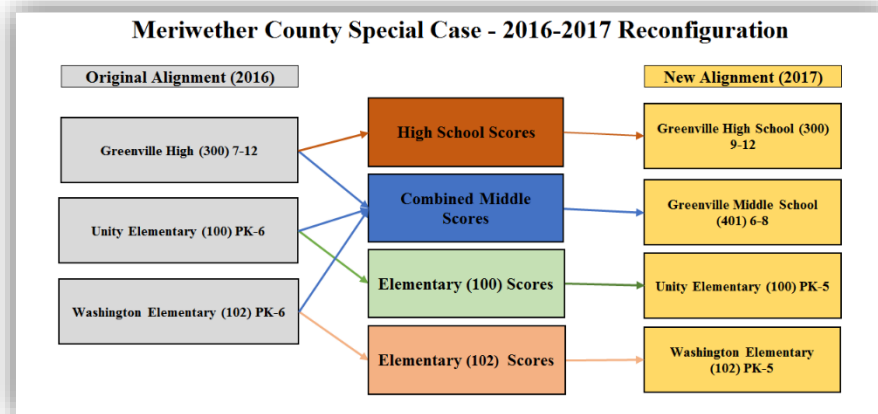 Meriwether County Special Case - 2016-2017 Reconfiguration
Original Alignment (2016)
New Alignment (2017)
Greenville High (300) 7-12
Unity Elementary (100) PK-6
Washington Elementary (102) PK-6
High School Scores
Combined Middle
Scores
Elementary (100) Scores
Elementary (102) Scores
Greenville High School (300)
9-12
Greenville Middle School
(401) 6-8
Unity Elementary (100) PK-5
Washington Elementary
(102) PK-5